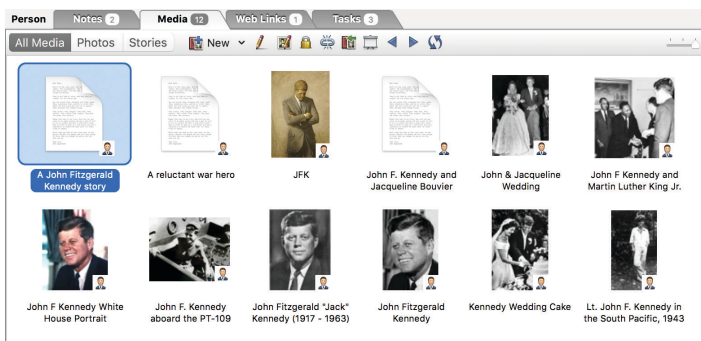 Person Notes 2 Media 12 Web Links 1 Tasks 3
All Media Photos Stories New
A John Fitzgerald
Kennedy story
A reluctant war hero
JFK
John F. Kennedy and
Jacqueline Bouvier
John & Jacqueline
Wedding
John F Kennedy and
Martin Luther King Jr.
John F Kennedy White
House Portrait
John F. Kennedy
aboard the PT-109
John Fitzgerald "Jack"
Kennedy (1917 - 1963)
John Fitzgerald
Kennedy
Kennedy Wedding Cake
Lt. John F. Kennedy in
the South Pacific, 1943